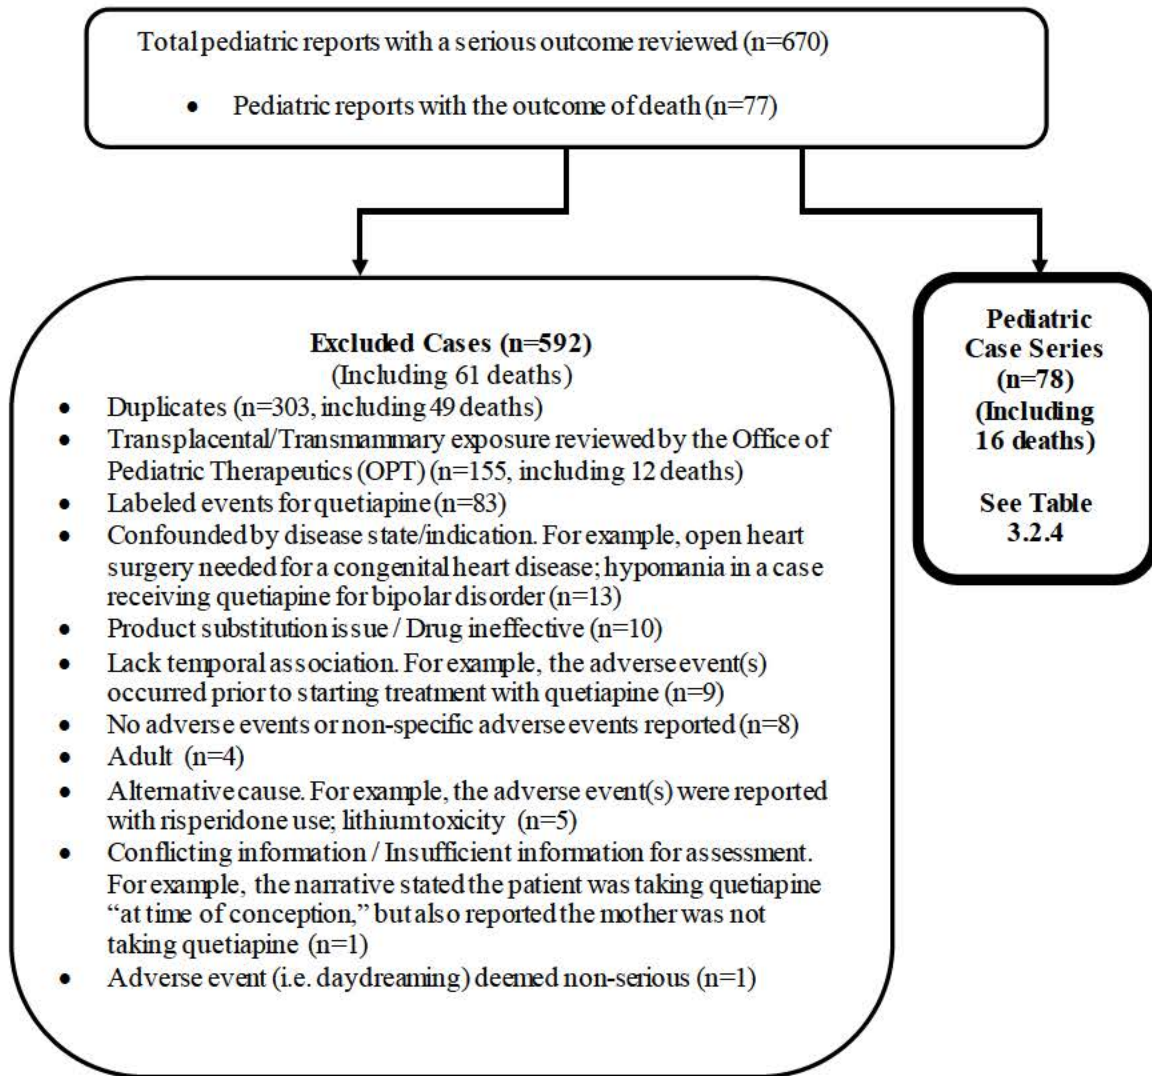 Total pediatric reports with a serious outcome reviewed (n=670)
• Pediatric reports with the outcome of death (n=77)
Excluded Cases (n=592)
(Including 61 deaths)
• Duplicates (n=303, including 49 deaths)
• Transplacental/Transmammary exposure reviewed by the Office of
Pediatric Therapeutics (OPT) (n=155, including 12 deaths)
• Labeled events for quetiapine (n=83)
• Confounded by disease state/indication. For example, open heart
surgery needed for a congenital heart disease; hypomania in a case
receiving quetiapine for bipolar disorder (n=13)
• Product substitution issue / Drug ineffective (n=10)
• Lack temporal association. For example, the adverse event(s)
occurred prior to starting treatment with quetiapine (n=9)
• No adverse events or non-specific adverse events reported (n=8)
• Adult (n=4)
• Alternative cause. For example, the adverse event(s) were reported
with risperidone use; lithium toxicity (n=5)
• Conflicting information / Insufficient information for assessment.
For example, the narrative stated the patient was taking quetiapine
“at time of conception,” but also reported the mother was not
taking quetiapine (n=1)
• Adverse event (i.e. daydreaming) deemed non-serious (n=1)
Pediatric
Case Series
(n=78)
(Including
16 deaths)
See Table
3.2.4